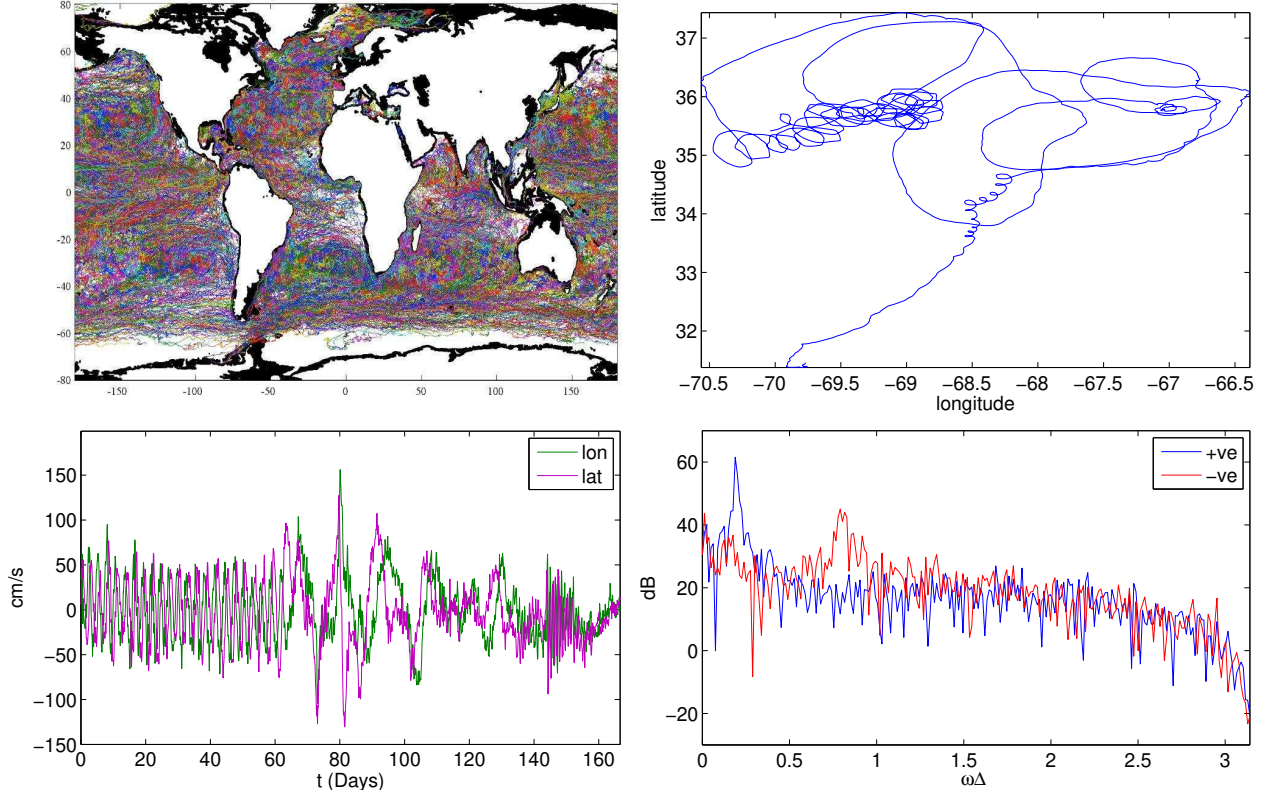 80
60
40
20
0
-20
-40
-60
-80
-150 -100 -50 0 50 100 150
37
36
35
34
33
32
latitude
−70.5 −70 −69.5 −69 −68.5 −68 −67.5 −67 −66.5
longitude
150
100
50
0
−50
−100
−150
cm/s
lon
lat
0 20 40 60 80 100 120 140 160
t (Days)
60
40
20
0
−20
dB
+ve
−ve
0 0.5 1 1.5 2 2.5 3
ωΔ